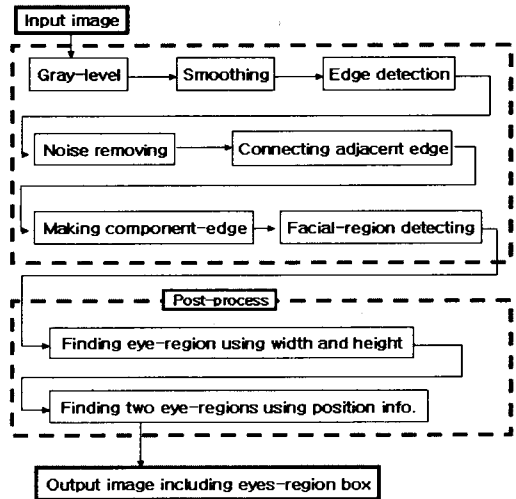 Input image
Gray-level
Smoothing
Edge detection
Noise removing
Connecting adjacent edge
Making component-edge
Facial-region detecting
Post-process
Finding eye-region using width and height
Finding two eye-regions using position info.
Output image including eyes-region box